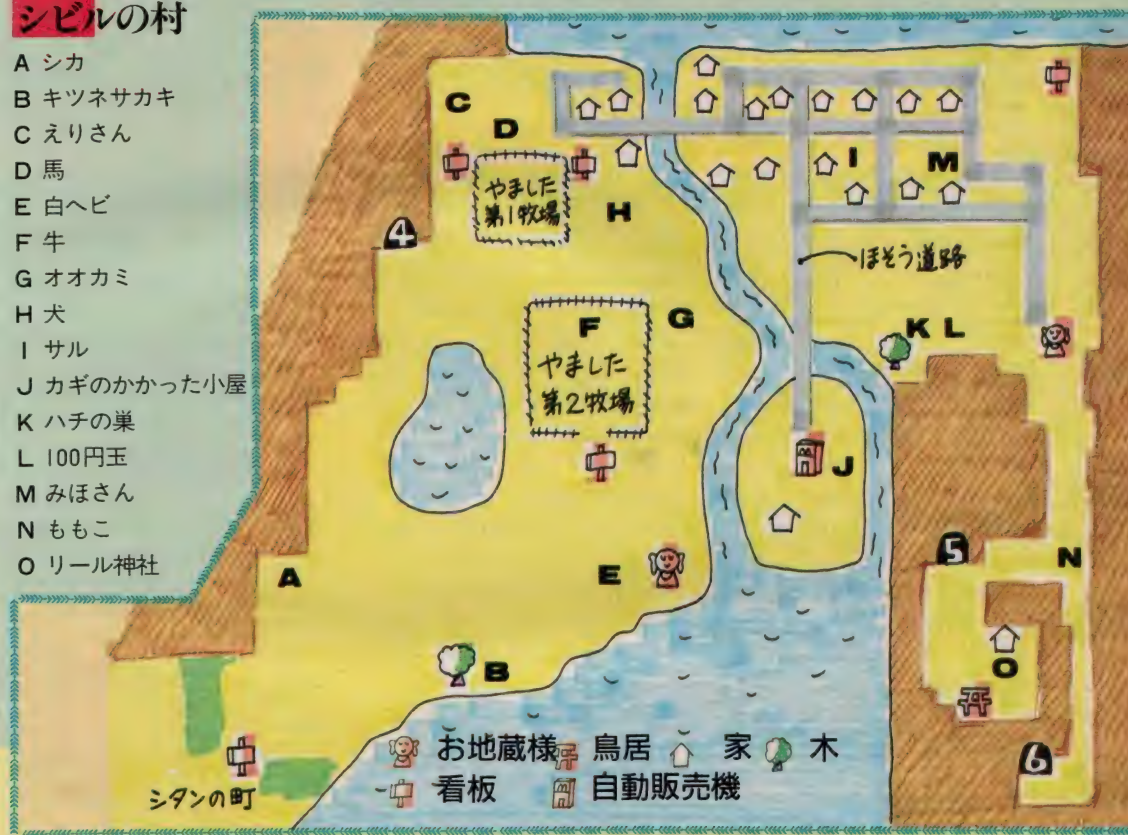 シビルの村
A シカ
B キツネサカキ
C えりさん
D 馬
E 白ヘビ
F 牛
G オオカミ
H 犬
I サル
J カギのかかった小屋
K ハチの巣
L 100円玉
M みほさん
N ももこ
O リール神社
C
D
やました
第1牧場
H
4
I
M
ほそう道路
F
G
やました
第2牧場
K L
J
A
E
B
5
N
O
6
シタンの町
お地蔵様 鳥居 家 木
看板 自動販売機